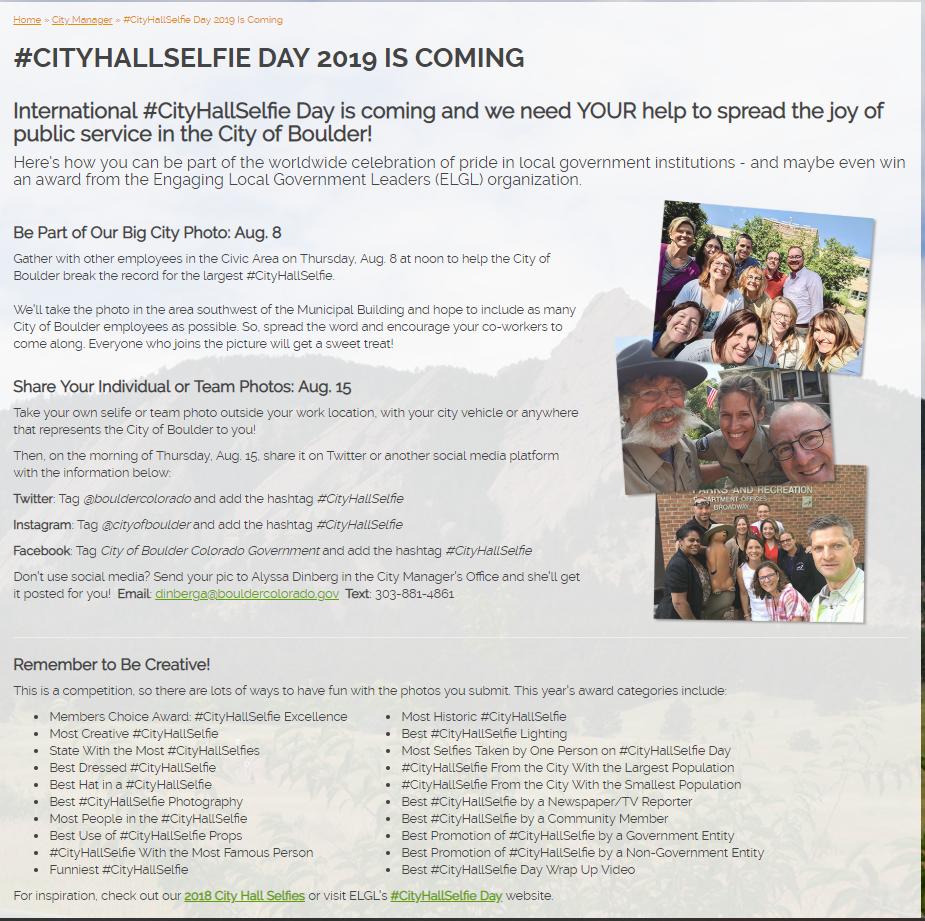 Home » City Manager » #CityHallSelfie Day 2019 Is Coming
#CITYHALLSELFIE DAY 2019 IS COMING
International #CityHallSelfie Day is coming and we need YOUR help to spread the joy of
public service in the City of Boulder!
Here's how you can be part of the worldwide celebration of pride in local government institutions - and maybe even win
an award from the Engaging Local Government Leaders (ELGL) organization.
Be Part of Our Big City Photo: Aug. 8
Gather with other employees in the Civic Area on Thursday, Aug. 8 at noon to help the City of
Boulder break the record for the largest #CityHallSelfie.
We'll take the photo in the area southwest of the Municipal Building and hope to include as many
City of Boulder employees as possible. So, spread the word and encourage your co-workers to
come along. Everyone who joins the picture will get a sweet treat!
Share Your Individual or Team Photos: Aug. 15
Take your own selife or team photo outside your work location, with your city vehicle or anywhere
that represents the City of Boulder to you!
Then, on the morning of Thursday, Aug. 15, share it on Twitter or another social media platform
with the information below:
Twitter: Tag @bouldercolorado and add the hashtag #CityHallSelfie
Instagram: Tag @cityofboulder and add the hashtag #CityHallSelfie
Facebook: Tag City of Boulder Colorado Government and add the hashtag #CityHallSelfie
Don't use social media? Send your pic to Alyssa Dinberg in the City Manager's Office and she'll get
it posted for you! Email: dinberga@bouldercolorado.gov Text: 303-881-4861
PARKS AND RECREATION
DEPARTMENT OFFICES
BROADWAY
Remember to Be Creative!
This is a competition, so there are lots of ways to have fun with the photos you submit. This year's award categories include:
• Members Choice Award: #CityHallSelfie Excellence
• Most Creative #CityHallSelfie
• State With the Most #CityHallSelfies
• Best Dressed #CityHallSelfie
• Best Hat in a #CityHallSelfie
• Best #CityHallSelfie Photography
• Most People in the #CityHallSelfie
• Best Use of #CityHallSelfie Props
• #CityHallSelfie With the Most Famous Person
• Funniest #CityHallSelfie
• Most Historic #CityHallSelfie
• Best #CityHallSelfie Lighting
• Most Selfies Taken by One Person on #CityHallSelfie Day
• #CityHallSelfie From the City With the Largest Population
• #CityHallSelfie From the City With the Smallest Population
• Best #CityHallSelfie by a Newspaper/TV Reporter
• Best #CityHallSelfie by a Community Member
• Best Promotion of #CityHallSelfie by a Government Entity
• Best Promotion of #CityHallSelfie by a Non-Government Entity
• Best #CityHallSelfie Day Wrap Up Video
For inspiration, check out our 2018 City Hall Selfies or visit ELGL's #CityHallSelfie Day website.